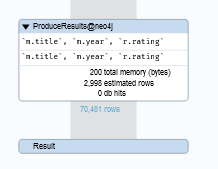 ProduceResults@neo4j
`m.title`, `m.year`, `r.rating`
`m.title`, `m.year`, `r.rating`
200 total memory (bytes)
2,998 estimated rows
0 db hits
70,481 rows
Result